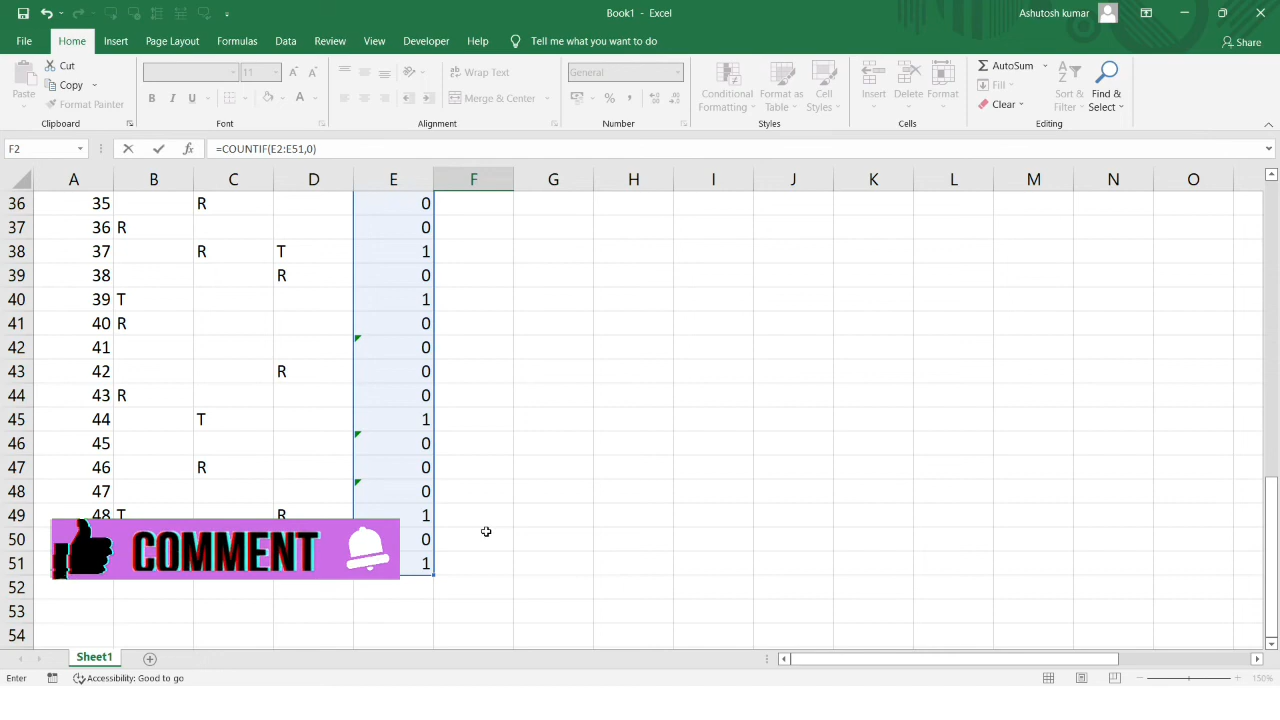 Book1 - Excel
Ashutosh kumar
File Home Insert Page Layout Formulas Data Review View Developer Help Tell me what you want to do
Share
Paste
Cut
Copy
Format Painter
Clipboard
11
B I U
Font
Wrap Text
Merge & Center
Alignment
General
Number
Conditional Formatting
Format as Table
Cell Styles
Styles
Insert
Delete
Format
Cells
AutoSum
Fill
Clear
Sort & Filter
Find & Select
Editing
F2 fx =COUNTIF(E2:E51,0)
A B C D E F G H I J K L M N O
36 35 R 0
37 36 R 0
38 37 R T 1
39 38 R 0
40 39 T 1
41 40 R 0
42 41 0
43 42 R 0
44 43 R 0
45 44 T 1
46 45 0
47 46 R 0
48 47 0
49 48 T R 1
50 0
51 1
COMMENT
52
53
54
Sheet1
Enter Accessibility: Good to go 150%